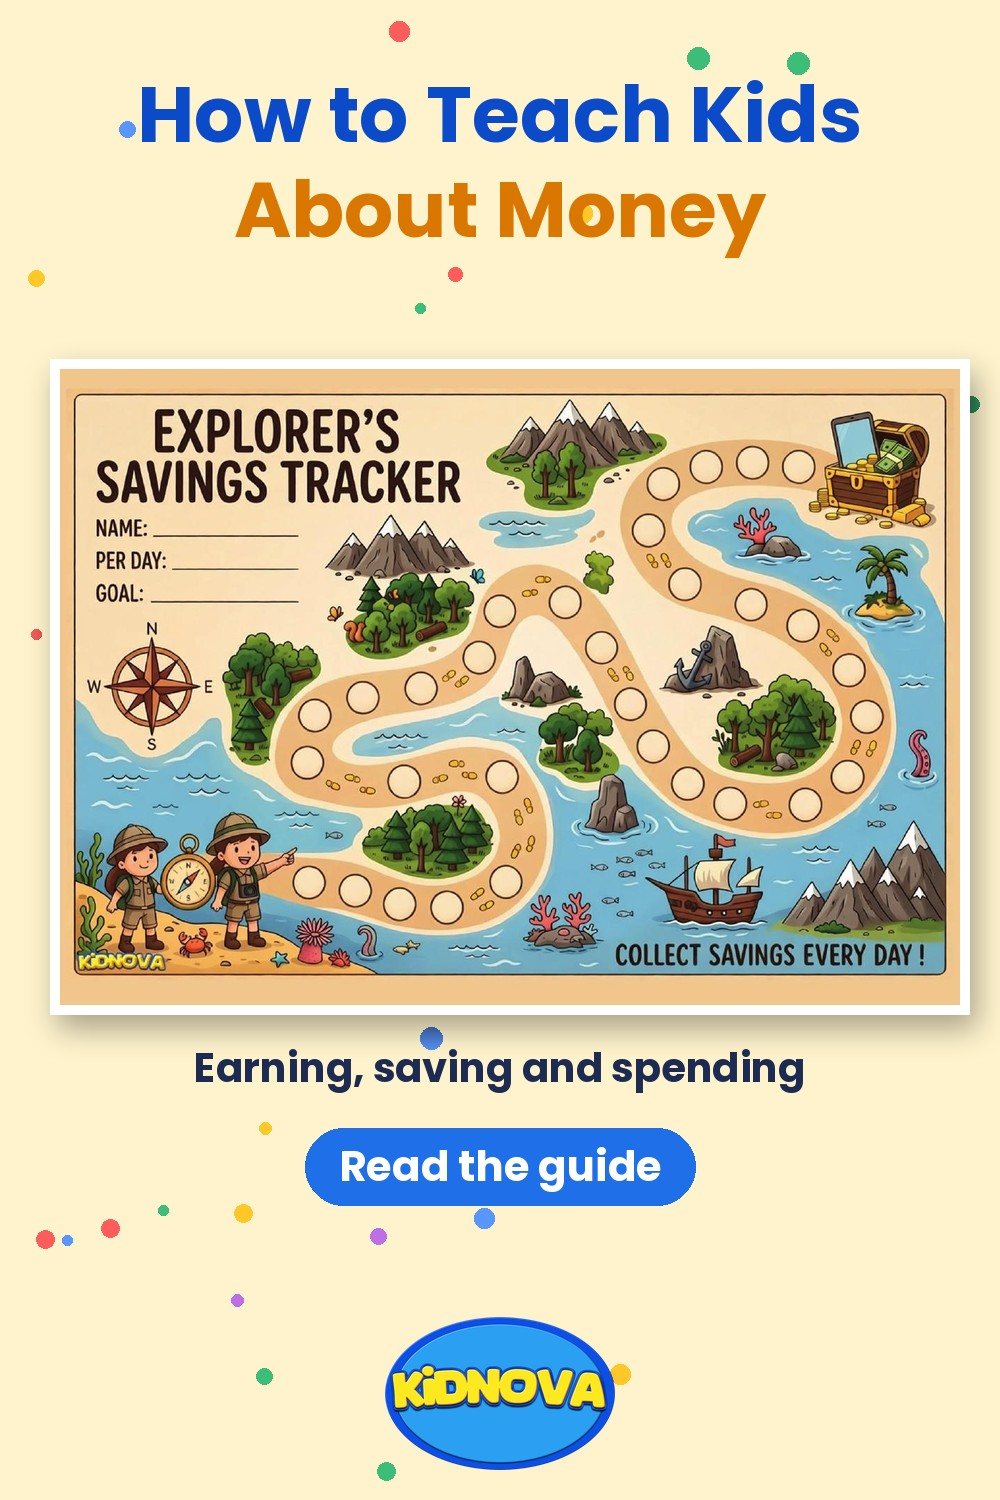 How to Teach Kids
About Money
EXPLORER'S
SAVINGS TRACKER
NAME:
PER DAY:
GOAL:
N
W E
S
N
E
S
KiDNOVA
COLLECT SAVINGS EVERY DAY !
Earning, saving and spending
Read the guide
KiDNOVA